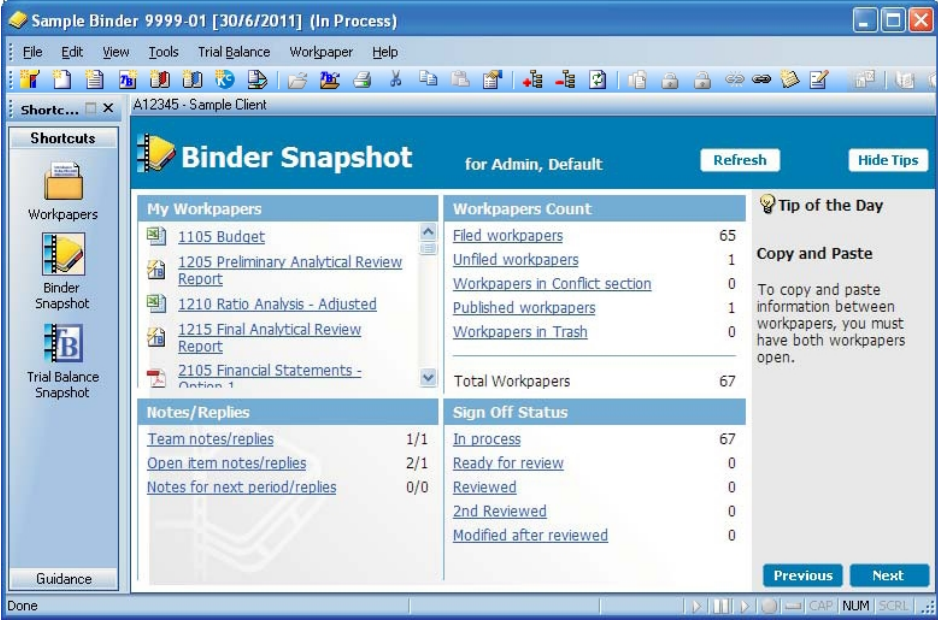 Sample Binder 9999-01 [30/6/2011] (In Process)
File Edit View Tools Trial Balance Workpaper Help
Shortc...
A12345 - Sample Client
Shortcuts
Workpapers
Binder
Snapshot
Trial Balance
Snapshot
Guidance
Binder Snapshot
for Admin, Default
Refresh
Hide Tips
My Workpapers
1105 Budget
1205 Preliminary Analytical Review
Report
1210 Ratio Analysis - Adjusted
1215 Final Analytical Review
Report
2105 Financial Statements -
Option 1
Workpapers Count
Filed workpapers 65
Unfiled workpapers 1
Workpapers in Conflict section 0
Published workpapers 1
Workpapers in Trash 0
Total Workpapers 67
Notes/Replies
Team notes/replies 1/1
Open item notes/replies 2/1
Notes for next period/replies 0/0
Sign Off Status
In process 67
Ready for review 0
Reviewed 0
2nd Reviewed 0
Modified after reviewed 0
Tip of the Day
Copy and Paste
To copy and paste
information between
workpapers, you must
have both workpapers
open.
Previous
Next
Done
CAP NUM SCRL